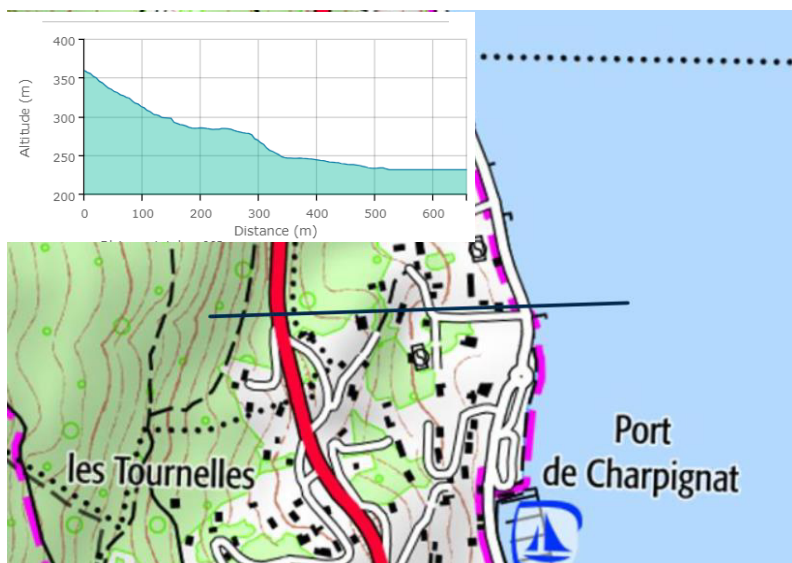 400
350
300
250
200
Altitude (m)
0 100 200 300 400 500 600
Distance (m)
les Tournelles
Port
de Charpignat